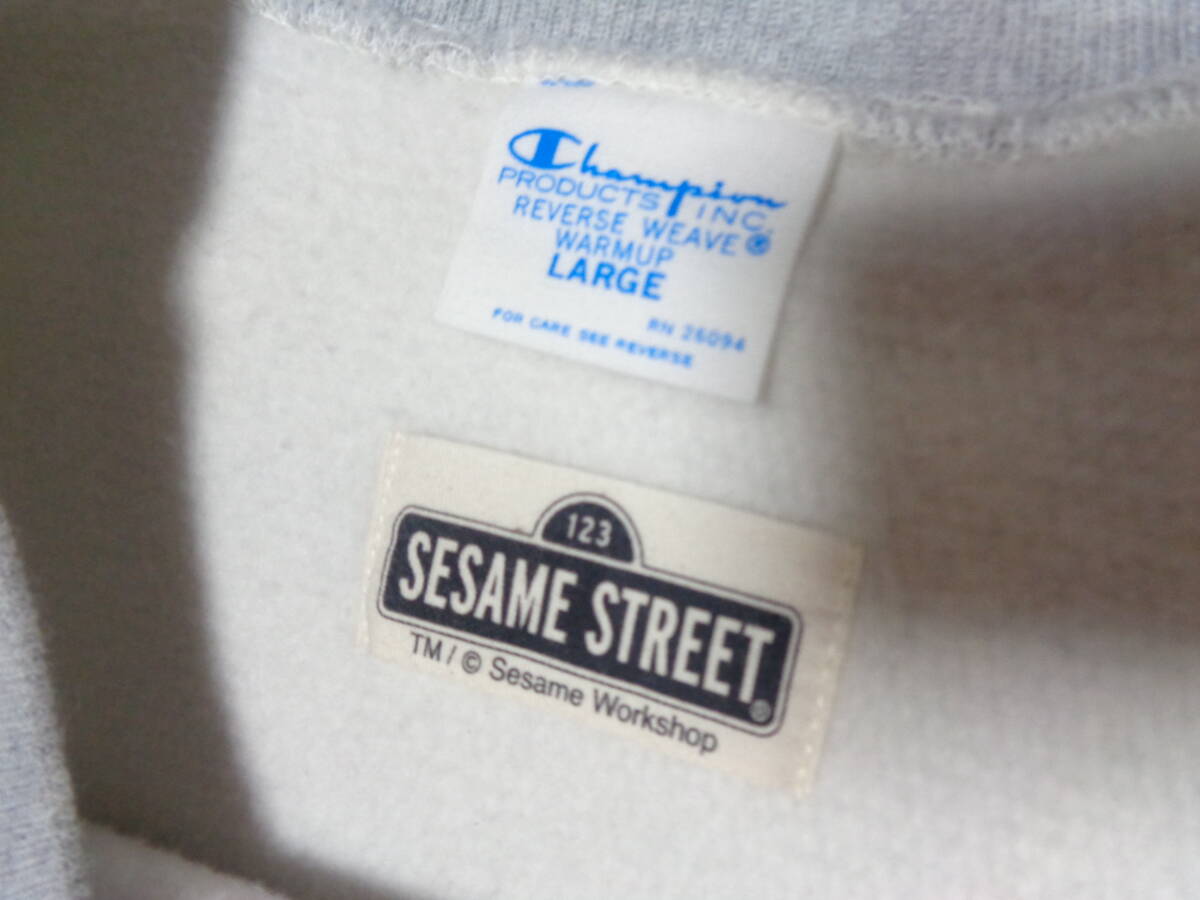 Champion
PRODUCTS INC.
REVERSE WEAVE®
WARMUP
LARGE
RN 26094
FOR CARE SEE REVERSE
123
SESAME STREET®
TM / © Sesame Workshop